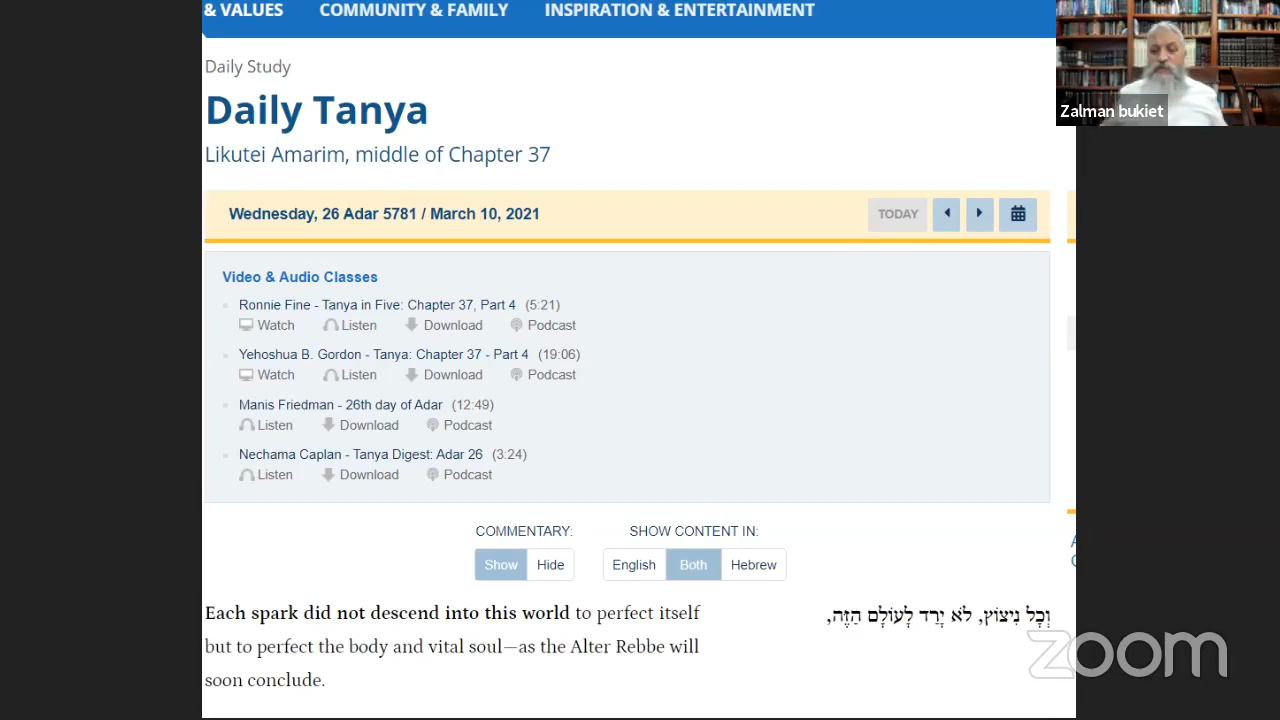 & VALUES COMMUNITY & FAMILY INSPIRATION & ENTERTAINMENT
Zalman bukiet
Daily Study
Daily Tanya
Likutei Amarim, middle of Chapter 37
Wednesday, 26 Adar 5781 / March 10, 2021
TODAY
Video & Audio Classes
Ronnie Fine - Tanya in Five: Chapter 37, Part 4 (5:21)
Watch Listen Download Podcast
Yehoshua B. Gordon - Tanya: Chapter 37 - Part 4 (19:06)
Watch Listen Download Podcast
Manis Friedman - 26th day of Adar (12:49)
Listen Download Podcast
Nechama Caplan - Tanya Digest: Adar 26 (3:24)
Listen Download Podcast
COMMENTARY: SHOW CONTENT IN:
Show Hide English Both Hebrew
Each spark did not descend into this world to perfect itself
but to perfect the body and vital soul—as the Alter Rebbe will
soon conclude.
וְכָל נִיצוֹץ, לֹא יָרַד לָעוֹלָם הַזֶּה,
zoom